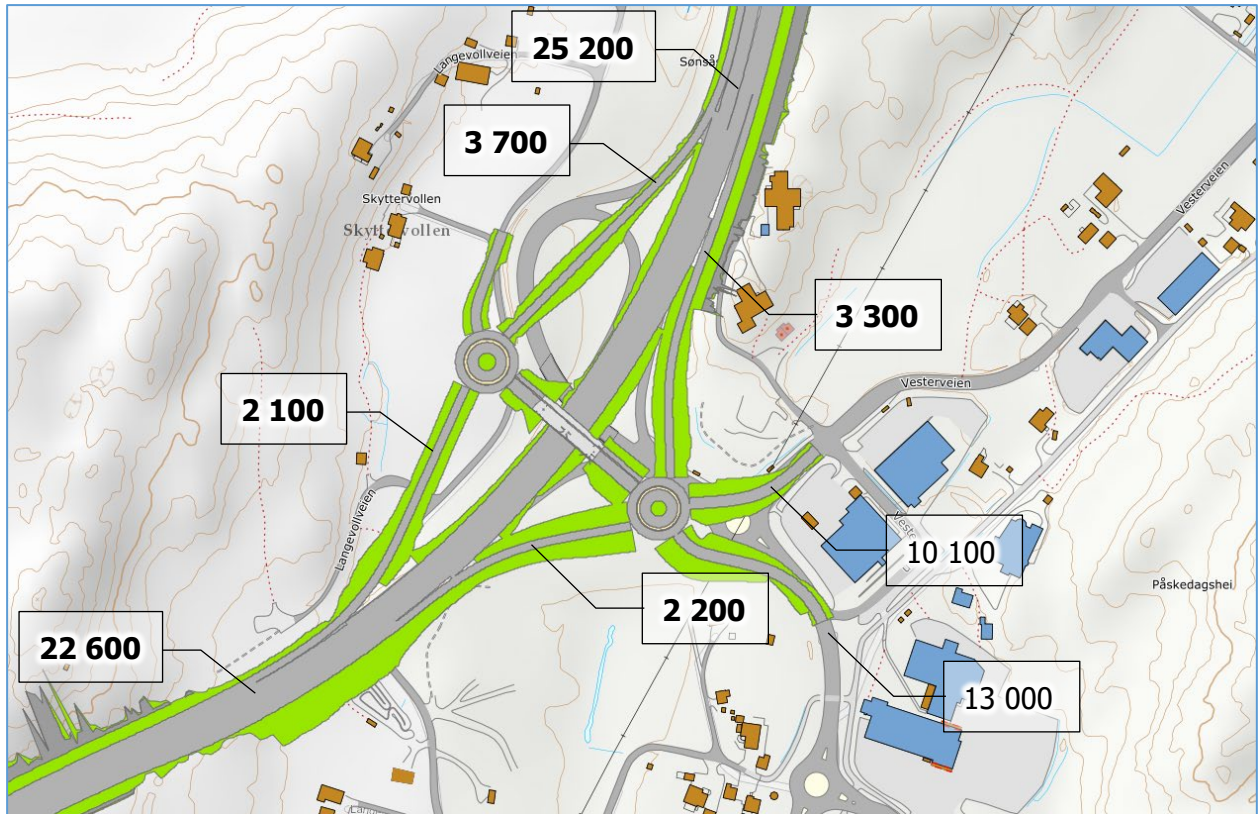 Langevollveien
25 200
Sønså
3 700
Vesterveien
Skyttervollen
Skyttervollen
3 300
2 100
Vesterveien
Langevollveien
10 100
Påskedagshei
2 200
22 600
13 000